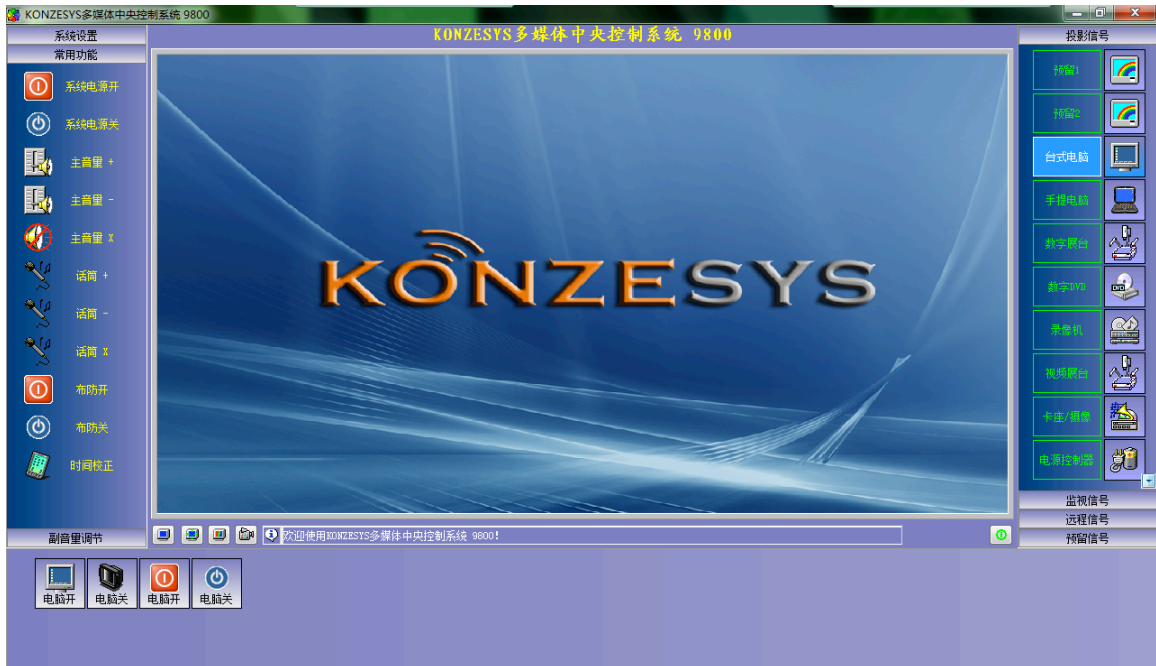 KONZESYS多媒体中央控制系统 9800
系统设置
常用功能
系统电源开
系统电源关
主音量 +
主音量 -
主音量 X
话筒 +
话筒 -
话筒 X
布防开
布防关
时间校正
副音量调节
KONZESYS多媒体中央控制系统 9800
KONZESYS
欢迎使用KONZESYS多媒体中央控制系统 9800!
投影信号
预留1
预留2
台式电脑
手提电脑
数字展台
数字DVD
DVD
录像机
视频展台
卡座/摄像
电源控制器
监视信号
远程信号
预留信号
电脑开
电脑关
电脑开
电脑关